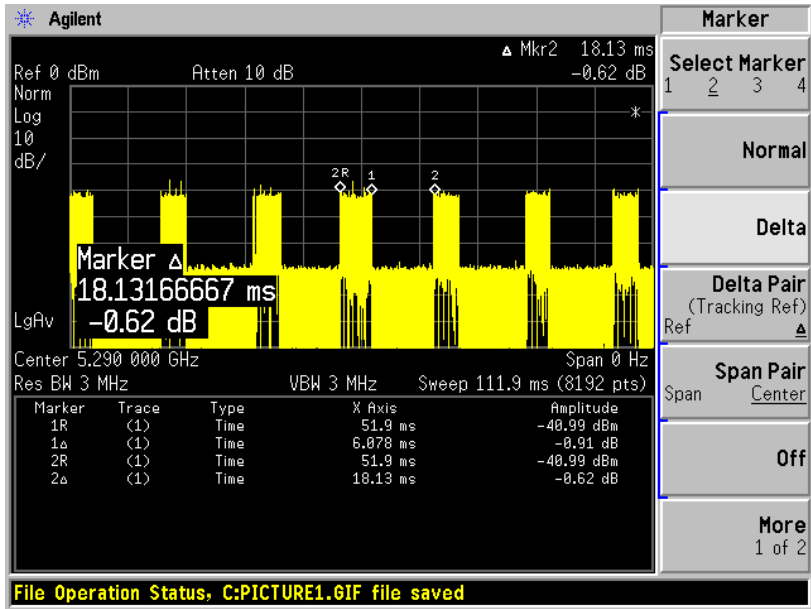 Agilent
Marker
Δ Mkr2 18.13 ms
Ref 0 dBm Atten 10 dB -0.62 dB
Norm
Log
10
dB/
*
2R 1 2
Marker Δ
18.13166667 ms
-0.62 dB
LgAv
Center 5.290 000 GHz Span 0 Hz
Res BW 3 MHz VBW 3 MHz Sweep 111.9 ms (8192 pts)
Marker Trace Type X Axis Amplitude
1R (1) Time 51.9 ms -40.99 dBm
1Δ (1) Time 6.078 ms -0.91 dB
2R (1) Time 51.9 ms -40.99 dBm
2Δ (1) Time 18.13 ms -0.62 dB
Select Marker
1 2 3 4
Normal
Delta
Delta Pair
(Tracking Ref)
Ref Δ
Span Pair
Span Center
Off
More
1 of 2
File Operation Status, C:PICTURE1.GIF file saved